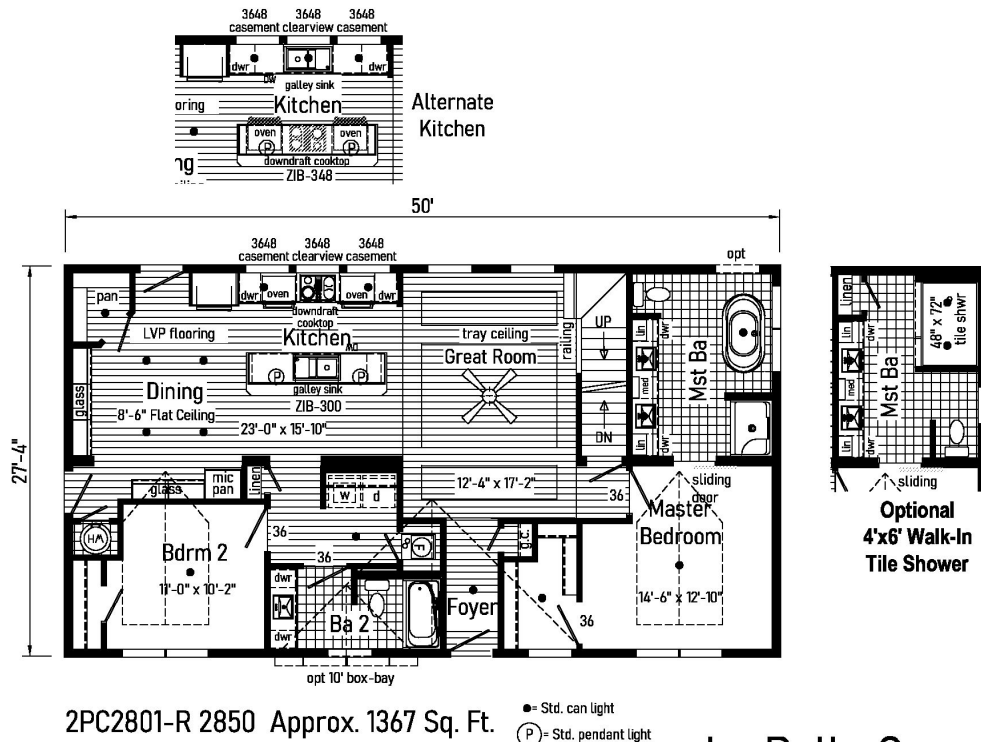 3648 3648 3648
casement clearview casement
dwr dwr
DW
galley sink
oring
Kitchen
Alternate
Kitchen
oven oven
P P
downdraft cooktop
ZIB-348
ng
50'
3648 3648 3648
casement clearview casement
opt
pan
dwr oven oven dwr
downdraft
cooktop
LVP flooring
Kitchen
DW
tray ceiling
Great Room
railing
UP
DN
lin
dwr
med
lin
dwr
Mst Ba
linen
lin
dwr
med
lin
dwr
Mst Ba
48" x 72"
tile shwr
Dining
P P
galley sink
ZIB-300
glass
8'-6" Flat Ceiling
23'-0" x 15'-10"
27'-4"
glass
mic
pan
linen
w d
12'-4" x 17'-2"
36
sliding
door
sliding
Optional
4'x6' Walk-In
Tile Shower
WH
Bdrm 2
11'-0" x 10'-2"
36
36
F
g.c.
Master
Bedroom
14'-6" x 12'-10"
dwr
dwr
Ba 2
Foyer
36
opt 10' box-bay
2PC2801-R 2850 Approx. 1367 Sq. Ft.
= Std. can light
P = Std. pendant light